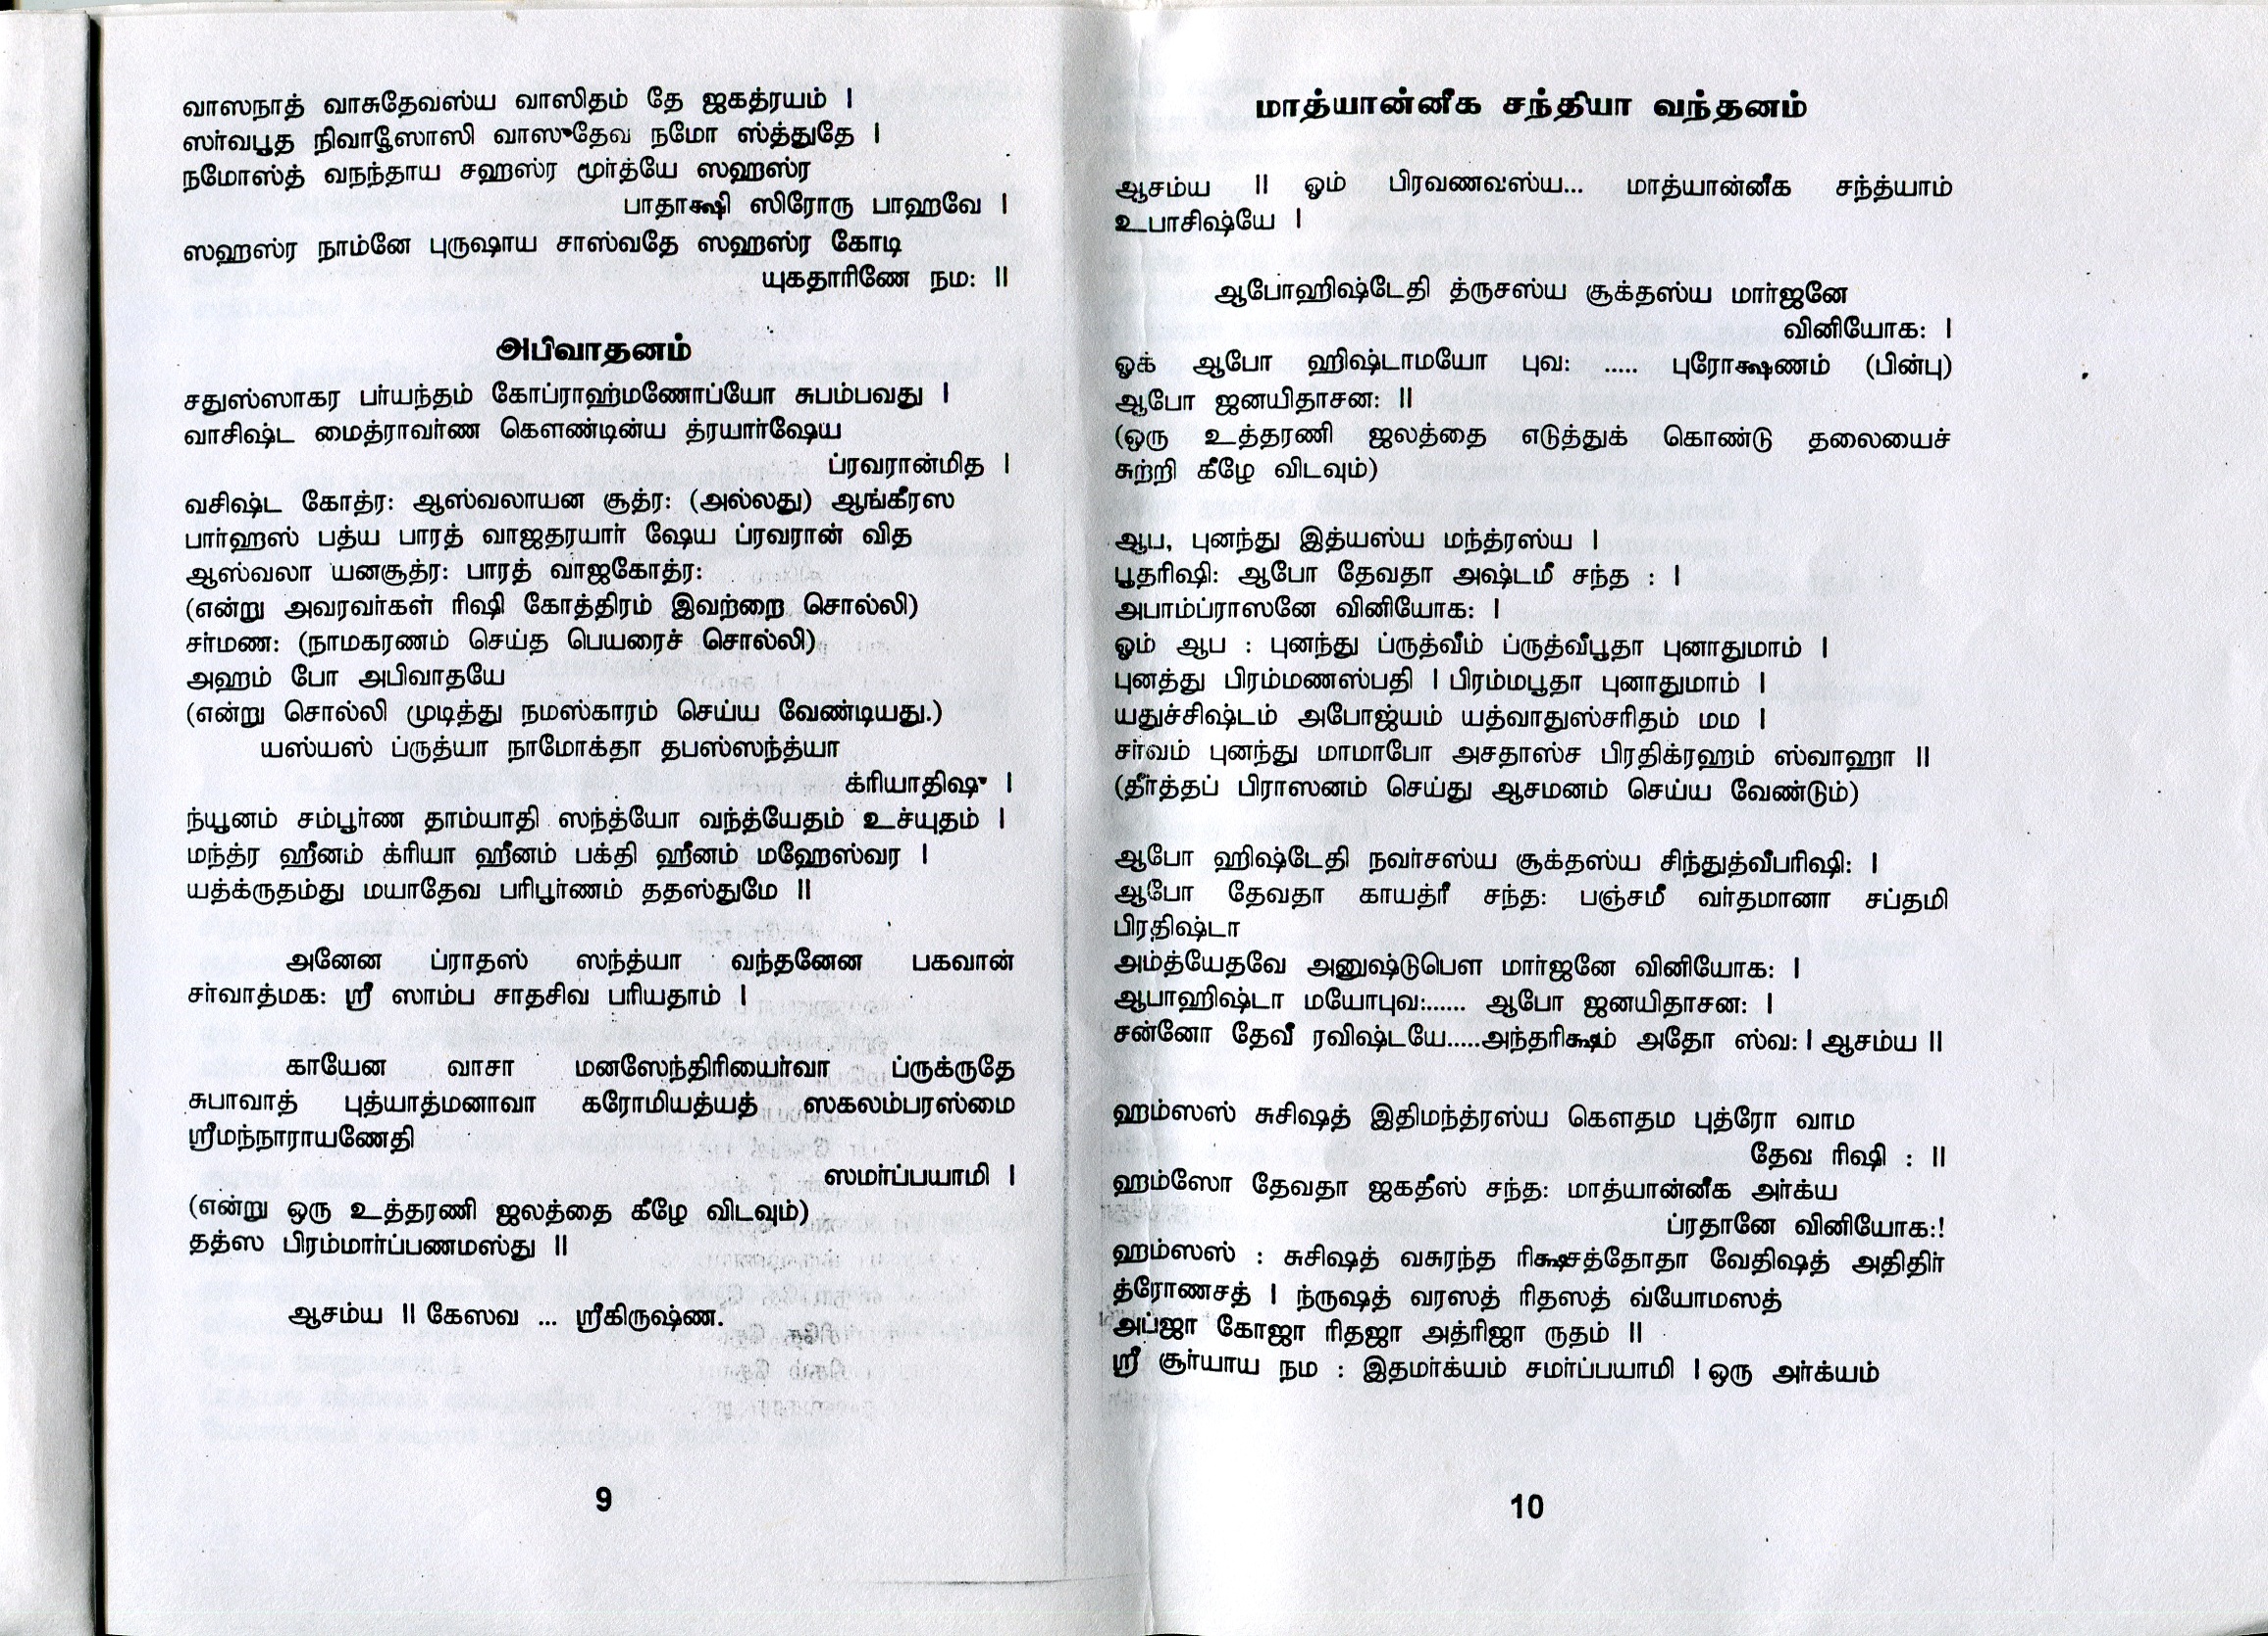 வாஸநாத் வாசுதேவஸ்ய வாஸிதம் தே ஜகத்ரயம் |
ஸர்வபூத நிவாஸோஸி வாஸுதேவ நமோ ஸ்த்துதே |
நமோஸ்த் வநந்தாய சஹஸ்ர மூர்த்யே ஸஹஸ்ர
பாதாக்ஷி ஸிரோரு பாஹவே |
ஸஹஸ்ர நாம்னே புருஷாய சாஸ்வதே ஸஹஸ்ர கோடி
யுகதாரிணே நம: ||
அபிவாதனம்
சதுஸ்ஸாகர பர்யந்தம் கோப்ராஹ்மணோப்யோ சுபம்பவது |
வாசிஷ்ட மைத்ராவர்ண கௌண்டின்ய த்ரயார்ஷேய
ப்ரவரான்மித |
வசிஷ்ட கோத்ர: ஆஸ்வலாயன சூத்ர: (அல்லது) ஆங்கீரஸ
பார்ஹஸ் பத்ய பாரத் வாஜதரயார் ஷேய ப்ரவரான் வித
ஆஸ்வலா யனசூத்ர: பாரத் வாஜகோத்ர:
(என்று அவரவர்கள் ரிஷி கோத்திரம் இவற்றை சொல்லி)
சர்மண: (நாமகரணம் செய்த பெயரைச் சொல்லி)
அஹம் போ அபிவாதயே
(என்று சொல்லி முடித்து நமஸ்காரம் செய்ய வேண்டியது.)
யஸ்யஸ் ப்ருத்யா நாமோக்தா தபஸ்ஸந்த்யா
க்ரியாதிஷு |
ந்யூனம் சம்பூர்ண தாம்யாதி ஸந்த்யோ வந்த்யேதம் உச்யுதம் |
மந்த்ர ஹீனம் க்ரியா ஹீனம் பக்தி ஹீனம் மஹேஸ்வர |
யத்க்ருதம்து மயாதேவ பரிபூர்ணம் ததஸ்துமே ||
அனேன ப்ராதஸ் ஸந்த்யா வந்தனேன பகவான்
சர்வாத்மக: ஸ்ரீ ஸாம்ப சாதசிவ பரியதாம் |
காயேன வாசா மனஸேந்திரியைர்வா ப்ருக்ருதே
சுபாவாத் புத்யாத்மனாவா கரோமியத்யத் ஸகலம்பரஸ்மை
ஸ்ரீமந்நாராயணேதி
ஸமர்ப்பயாமி |
(என்று ஒரு உத்தரணி ஜலத்தை கீழே விடவும்)
தத்ஸ பிரம்மார்ப்பணமஸ்து ||
ஆசம்ய || கேஸவ ... ஸ்ரீகிருஷ்ண.
9
மாத்யான்னீக சந்தியா வந்தனம்
ஆசம்ய || ஓம் பிரவணவஸ்ய... மாத்யான்னீக சந்த்யாம்
உபாசிஷ்யே |
ஆபோஹிஷ்டேதி த்ருசஸ்ய சூக்தஸ்ய மார்ஜனே
வினியோக: |
ஓக் ஆபோ ஹிஷ்டாமயோ புவ: ..... புரோக்ஷணம் (பின்பு)
ஆபோ ஜனயிதாசன: ||
(ஒரு உத்தரணி ஜலத்தை எடுத்துக் கொண்டு தலையைச்
சுற்றி கீழே விடவும்)
ஆப, புனந்து இத்யஸ்ய மந்த்ரஸ்ய |
பூதரிஷி: ஆபோ தேவதா அஷ்டமீ சந்த : |
அபாம்ப்ராஸனே வினியோக: |
ஓம் ஆப : புனந்து ப்ருத்வீம் ப்ருத்வீபூதா புனாதுமாம் |
புனத்து பிரம்மணஸ்பதி | பிரம்மபூதா புனாதுமாம் |
யதுச்சிஷ்டம் அபோஜ்யம் யத்வாதுஸ்சரிதம் மம |
சர்வம் புனந்து மாமாபோ அசதாஸ்ச பிரதிக்ரஹம் ஸ்வாஹா ||
(தீர்த்தப் பிராஸனம் செய்து ஆசமனம் செய்ய வேண்டும்)
ஆபோ ஹிஷ்டேதி நவர்சஸ்ய சூக்தஸ்ய சிந்துத்வீபரிஷி: |
ஆபோ தேவதா காயத்ரீ சந்த: பஞ்சமீ வர்தமானா சப்தமி
பிரதிஷ்டா
அம்த்யேதவே அனுஷ்டுபௌ மார்ஜனே வினியோக: |
ஆபாஹிஷ்டா மயோபுவ:...... ஆபோ ஜனயிதாசன: |
சன்னோ தேவீ ரவிஷ்டயே.....அந்தரிக்ஷம் அதோ ஸ்வ: | ஆசம்ய ||
ஹம்ஸஸ் சுசிஷத் இதிமந்த்ரஸ்ய கௌதம புத்ரோ வாம
தேவ ரிஷி : ||
ஹம்ஸோ தேவதா ஜகதீஸ் சந்த: மாத்யான்னீக அர்க்ய
ப்ரதானே வினியோக:!
ஹம்ஸஸ் : சுசிஷத் வசுரந்த ரிக்ஷசத்தோதா வேதிஷத் அதிதிர்
த்ரோணசத் | ந்ருஷத் வரஸத் ரிதஸத் வ்யோமஸத்
அப்ஜா கோஜா ரிதஜா அத்ரிஜா ருதம் ||
ஸ்ரீ சூர்யாய நம : இதமர்க்யம் சமர்ப்பயாமி | ஒரு அர்க்யம்
10